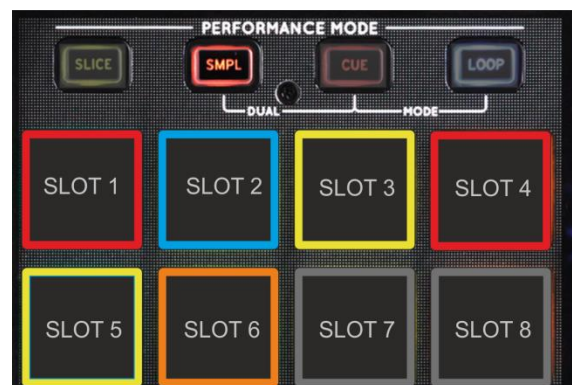 PERFORMANCE MODE
SLICE SMPL CUE LOOP
DUAL MODE
SLOT 1 SLOT 2 SLOT 3 SLOT 4
SLOT 5 SLOT 6 SLOT 7 SLOT 8